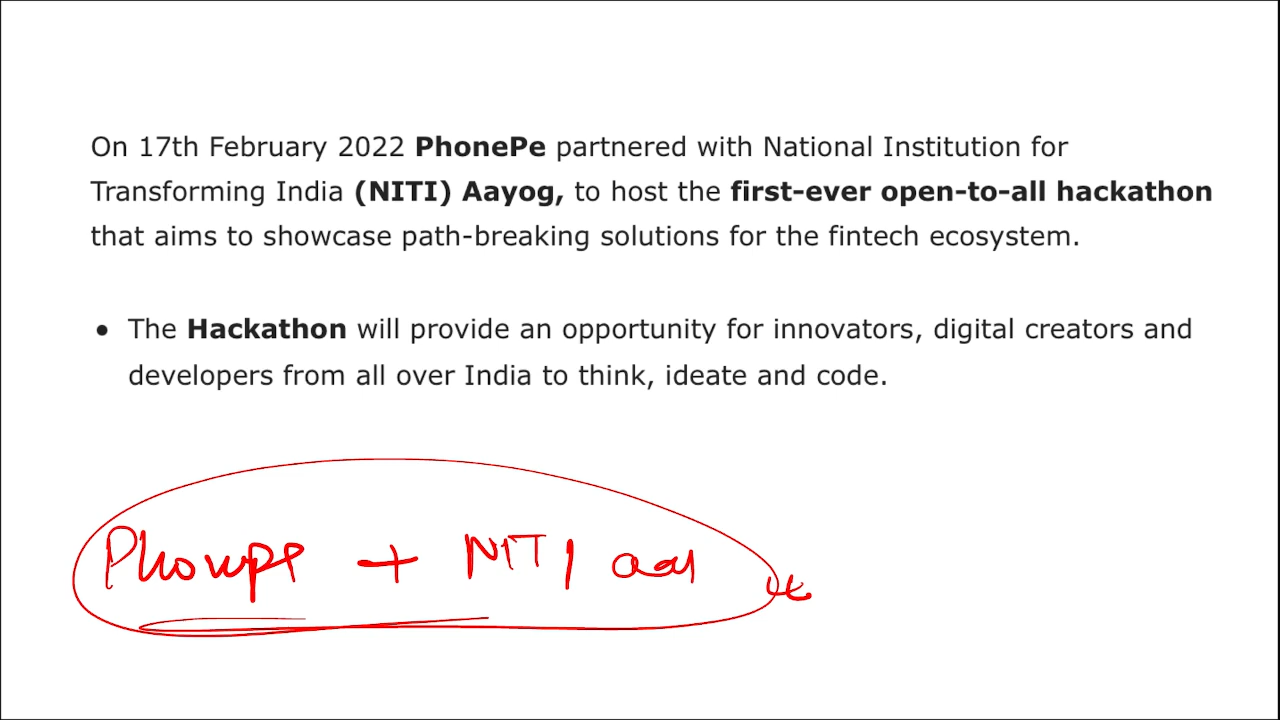 On 17th February 2022 PhonePe partnered with National Institution for
Transforming India (NITI) Aayog, to host the first-ever open-to-all hackathon
that aims to showcase path-breaking solutions for the fintech ecosystem.
• The Hackathon will provide an opportunity for innovators, digital creators and
developers from all over India to think, ideate and code.
Phonepe + NITI